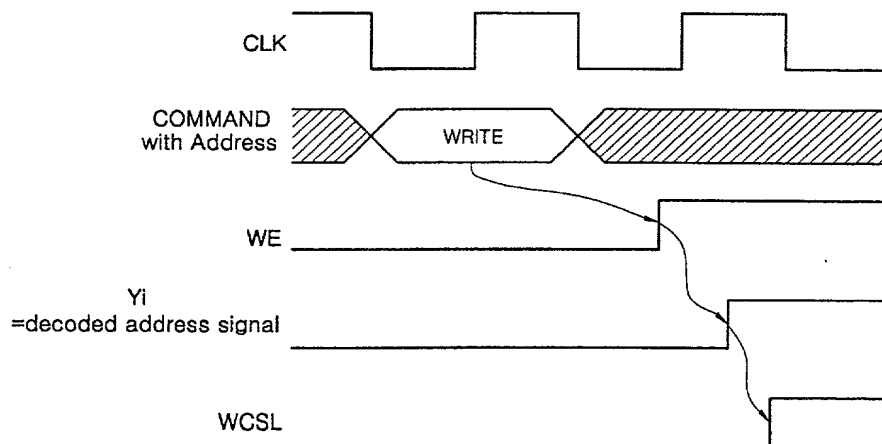 CLK
COMMAND
with Address
WRITE
WE
Yi
=decoded address signal
WCSL